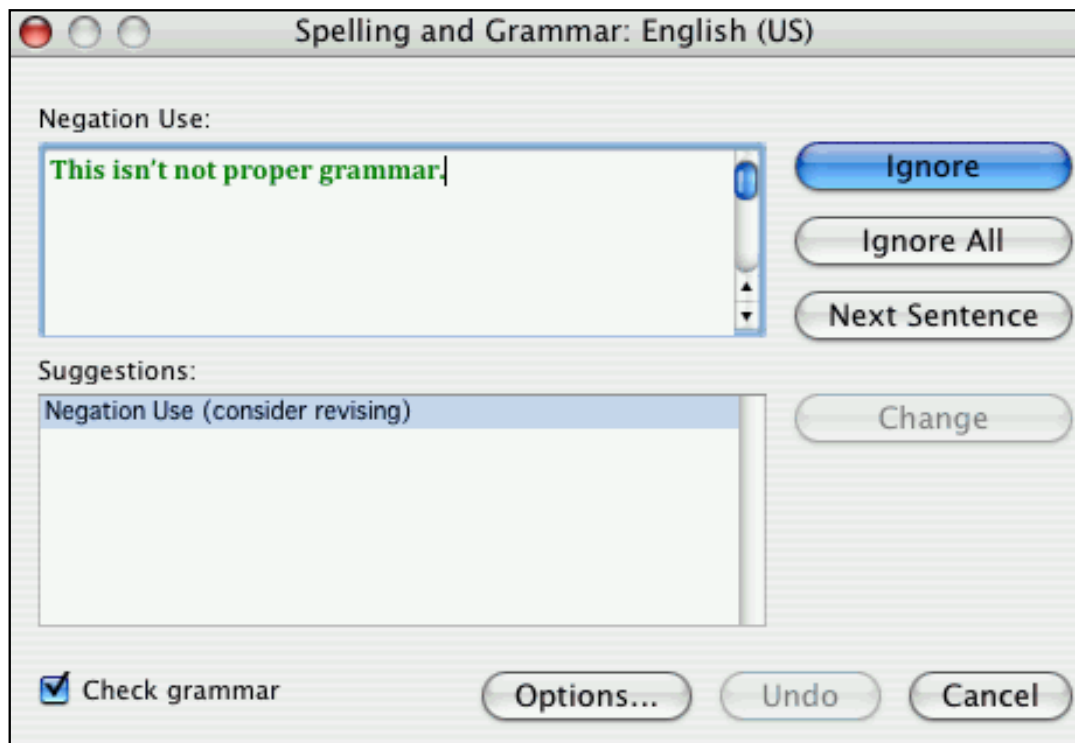 Spelling and Grammar: English (US)
Negation Use:
This isn’t not proper grammar.
Ignore
Ignore All
Next Sentence
Suggestions:
Negation Use (consider revising)
Change
Check grammar
Options...
Undo
Cancel